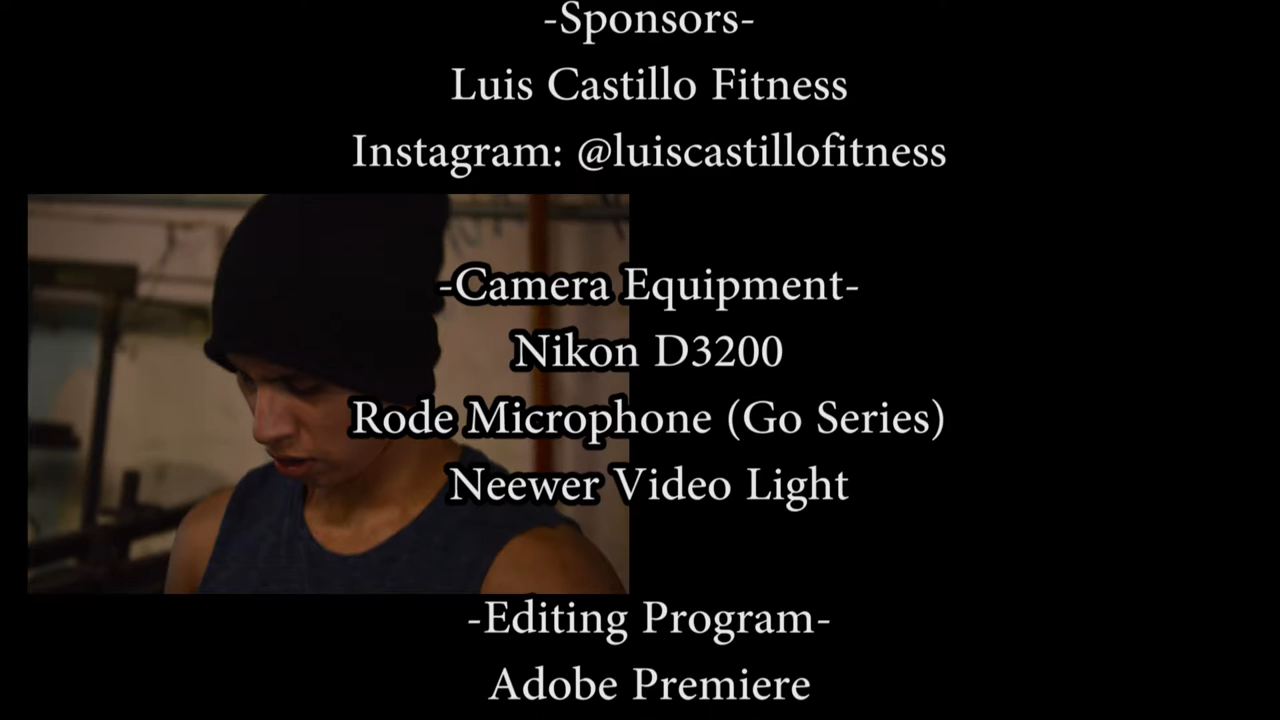 -Sponsors-
Luis Castillo Fitness
Instagram: @luiscastillofitness
-Camera Equipment-
Nikon D3200
Rode Microphone (Go Series)
Neewer Video Light
-Editing Program-
Adobe Premiere